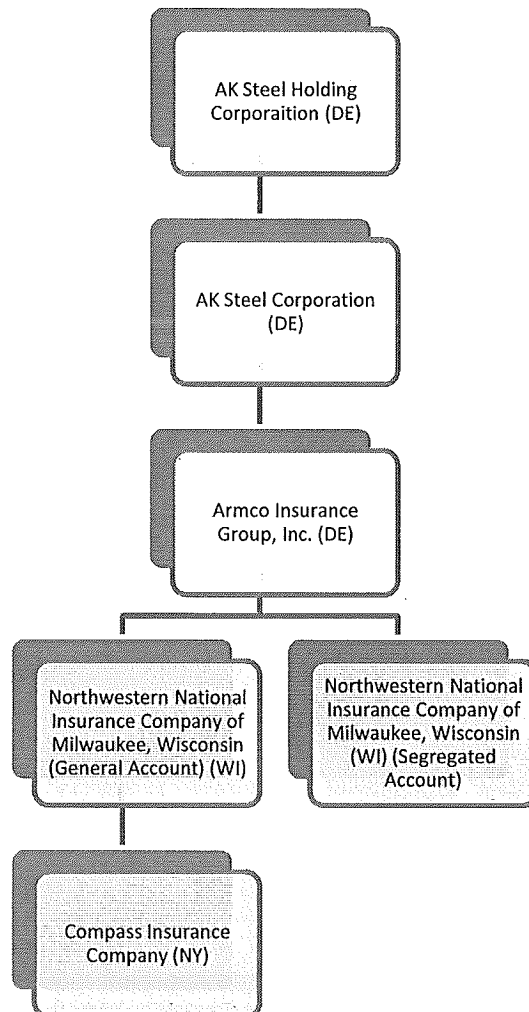 AK Steel Holding
Corporaition (DE)
AK Steel Corporation
(DE)
Armco Insurance
Group, Inc. (DE)
Northwestern National
Insurance Company of
Milwaukee, Wisconsin
(General Account) (WI)
Northwestern National
Insurance Company of
Milwaukee, Wisconsin
(WI) (Segregated
Account)
Compass Insurance
Company (NY)